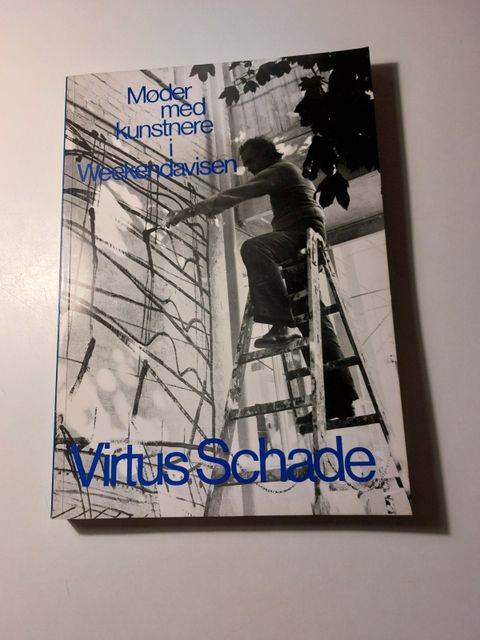 Møder
med
kunstnere
i
Weekendavisen
Virtus Schade